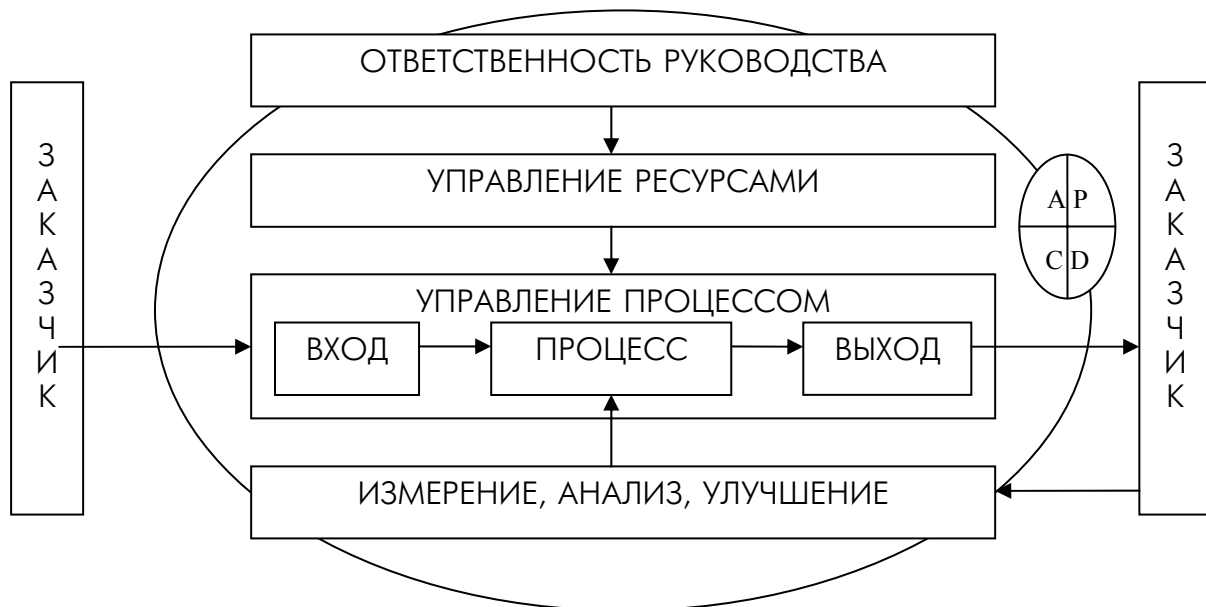 ОТВЕТСТВЕННОСТЬ РУКОВОДСТВА
ЗАКАЗЧИК
УПРАВЛЕНИЕ РЕСУРСАМИ
A P
C D
ЗАКАЗЧИК
УПРАВЛЕНИЕ ПРОЦЕССОМ
ВХОД
ПРОЦЕСС
ВЫХОД
ИЗМЕРЕНИЕ, АНАЛИЗ, УЛУЧШЕНИЕ